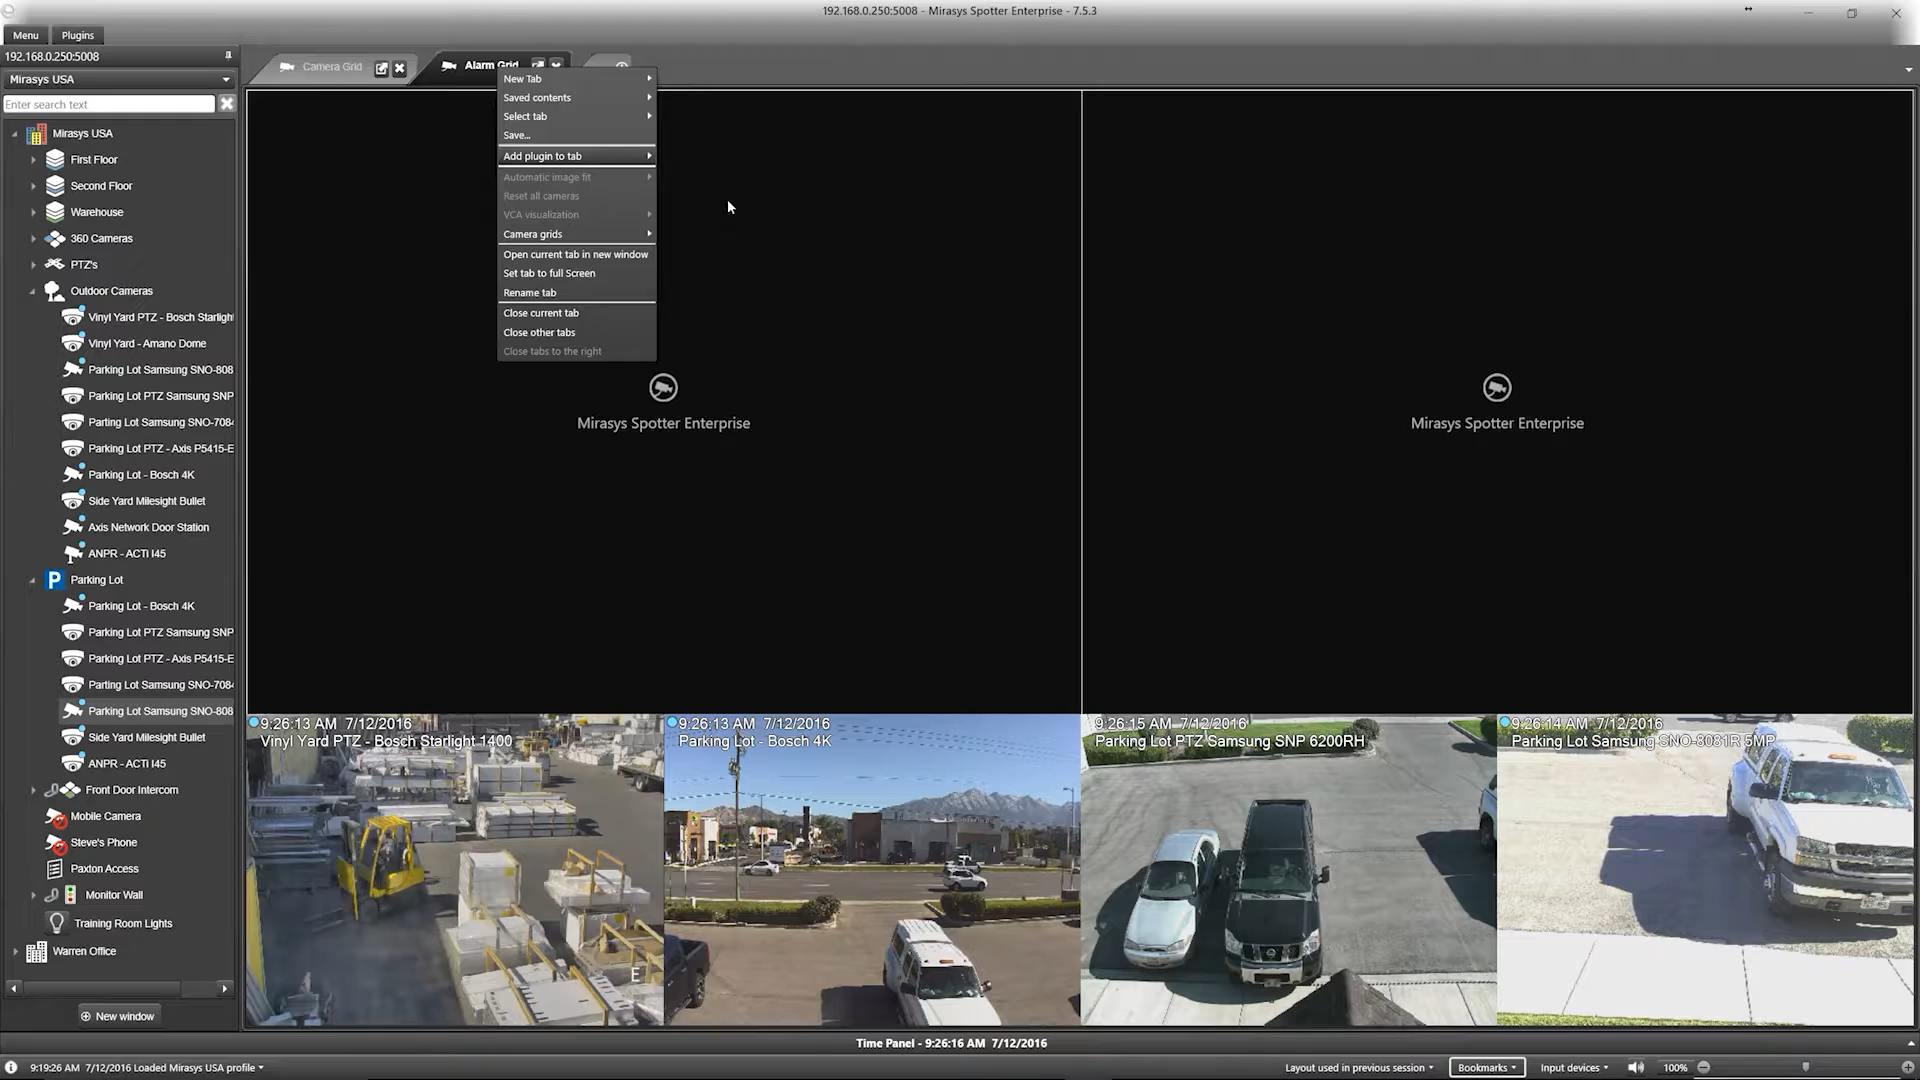 192.168.0.250:5008 - Mirasys Spotter Enterprise - 7.5.3
Menu
Plugins
192.168.0.250:5008
Mirasys USA
Enter search text
Mirasys USA
First Floor
Second Floor
Warehouse
360 Cameras
PTZ's
Outdoor Cameras
Vinyl Yard PTZ - Bosch Starlight
Vinyl Yard - Amano Dome
Parking Lot Samsung SNO-808
Parking Lot PTZ Samsung SNP
Parting Lot Samsung SNO-7084
Parking Lot PTZ - Axis P5415-E
Parking Lot - Bosch 4K
Side Yard Milesight Bullet
Axis Network Door Station
ANPR - ACTi I45
Parking Lot
Parking Lot - Bosch 4K
Parking Lot PTZ Samsung SNP
Parking Lot PTZ - Axis P5415-E
Parting Lot Samsung SNO-7084
Parking Lot Samsung SNO-808
Side Yard Milesight Bullet
ANPR - ACTi I45
Front Door Intercom
Mobile Camera
Steve's Phone
Paxton Access
Monitor Wall
Training Room Lights
Warren Office
New window
Camera Grid
Alarm Grid
New Tab
Saved contents
Select tab
Save...
Add plugin to tab
Automatic image fit
Reset all cameras
VCA visualization
Camera grids
Open current tab in new window
Set tab to full Screen
Rename tab
Close current tab
Close other tabs
Close tabs to the right
Mirasys Spotter Enterprise
Mirasys Spotter Enterprise
9:26:13 AM 7/12/2016
Vinyl Yard PTZ - Bosch Starlight 1400
E
9:26:13 AM 7/12/2016
Parking Lot - Bosch 4K
9:26:15 AM 7/12/2016
Parking Lot PTZ Samsung SNP 6200RH
9:26:14 AM 7/12/2016
Parking Lot Samsung SNO-8081R 5MP
Time Panel - 9:26:16 AM 7/12/2016
9:19:26 AM 7/12/2016 Loaded Mirasys USA profile
Layout used in previous session
Bookmarks
Input devices
100%